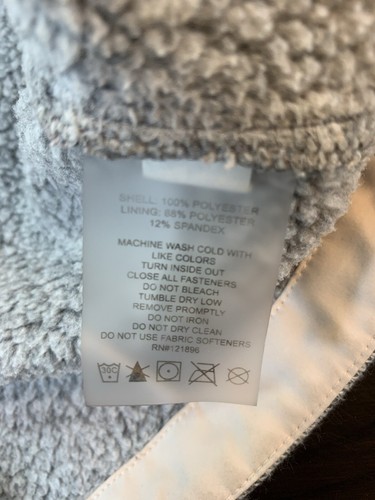 SHELL: 100% POLYESTER
LINING: 88% POLYESTER
12% SPANDEX
MACHINE WASH COLD WITH
LIKE COLORS
TURN INSIDE OUT
CLOSE ALL FASTENERS
DO NOT BLEACH
TUMBLE DRY LOW
REMOVE PROMPTLY
DO NOT IRON
DO NOT DRY CLEAN
DO NOT USE FABRIC SOFTENERS
RN#121896
30C